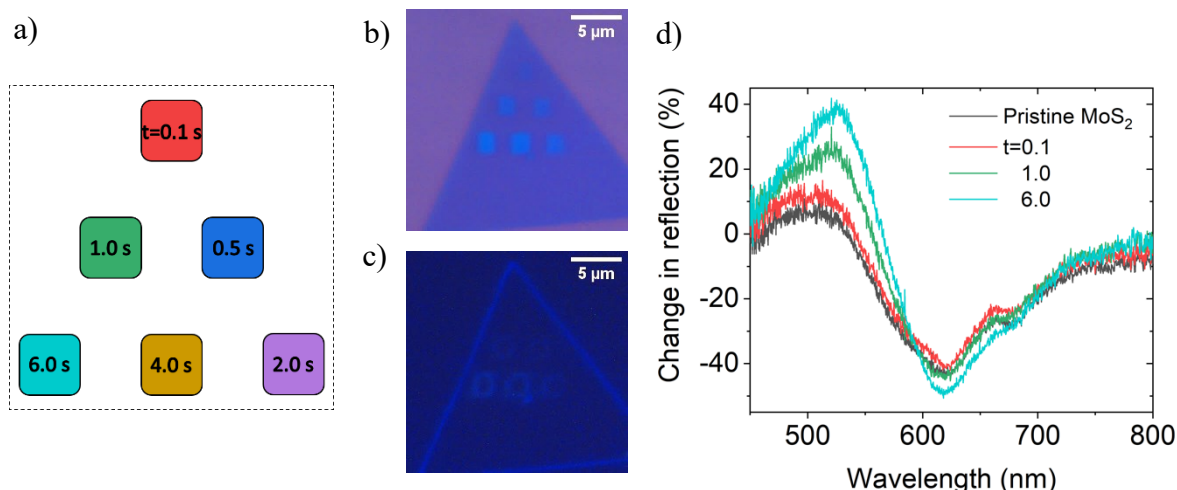 a)
t=0.1 s
1.0 s
0.5 s
6.0 s
4.0 s
2.0 s
b)
5 µm
c)
5 µm
d)
Change in reflection (%)
40
20
0
-20
-40
Pristine MoS₂
t=0.1
1.0
6.0
500
600
700
800
Wavelength (nm)